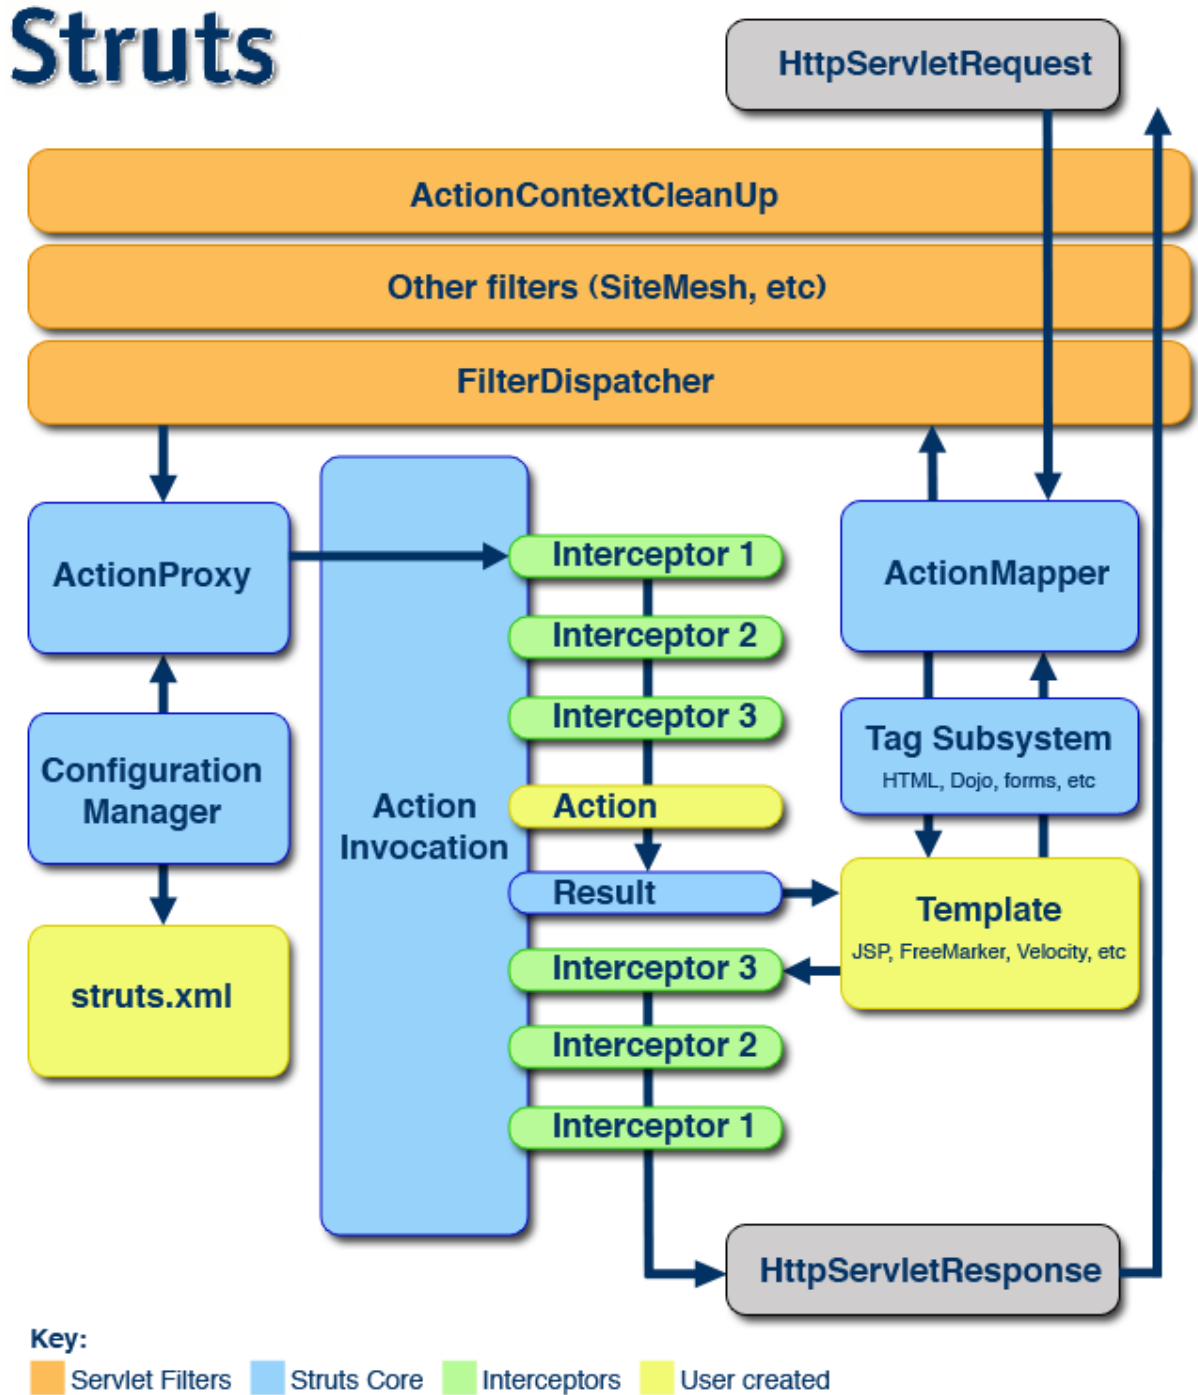 Struts
HttpServletRequest
ActionContextCleanUp
Other filters (SiteMesh, etc)
FilterDispatcher
ActionProxy
Configuration
Manager
struts.xml
Action
Invocation
Interceptor 1
Interceptor 2
Interceptor 3
Action
Result
Interceptor 3
Interceptor 2
Interceptor 1
ActionMapper
Tag Subsystem
HTML, Dojo, forms, etc
Template
JSP, FreeMarker, Velocity, etc
HttpServletResponse
Key:
Servlet Filters
Struts Core
Interceptors
User created